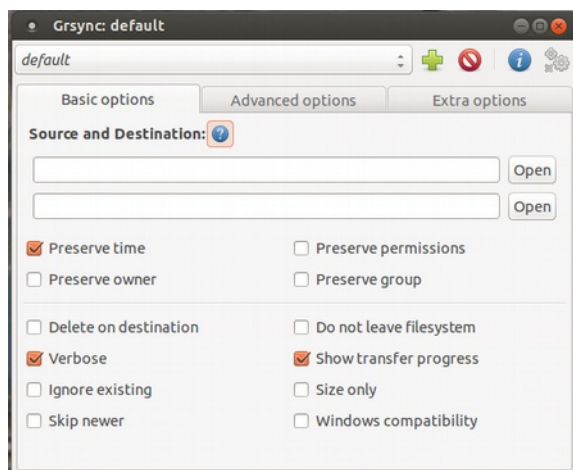 Grsync: default
default
Basic options Advanced options Extra options
Source and Destination:
Open
Open
Preserve time Preserve permissions
Preserve owner Preserve group
Delete on destination Do not leave filesystem
Verbose Show transfer progress
Ignore existing Size only
Skip newer Windows compatibility